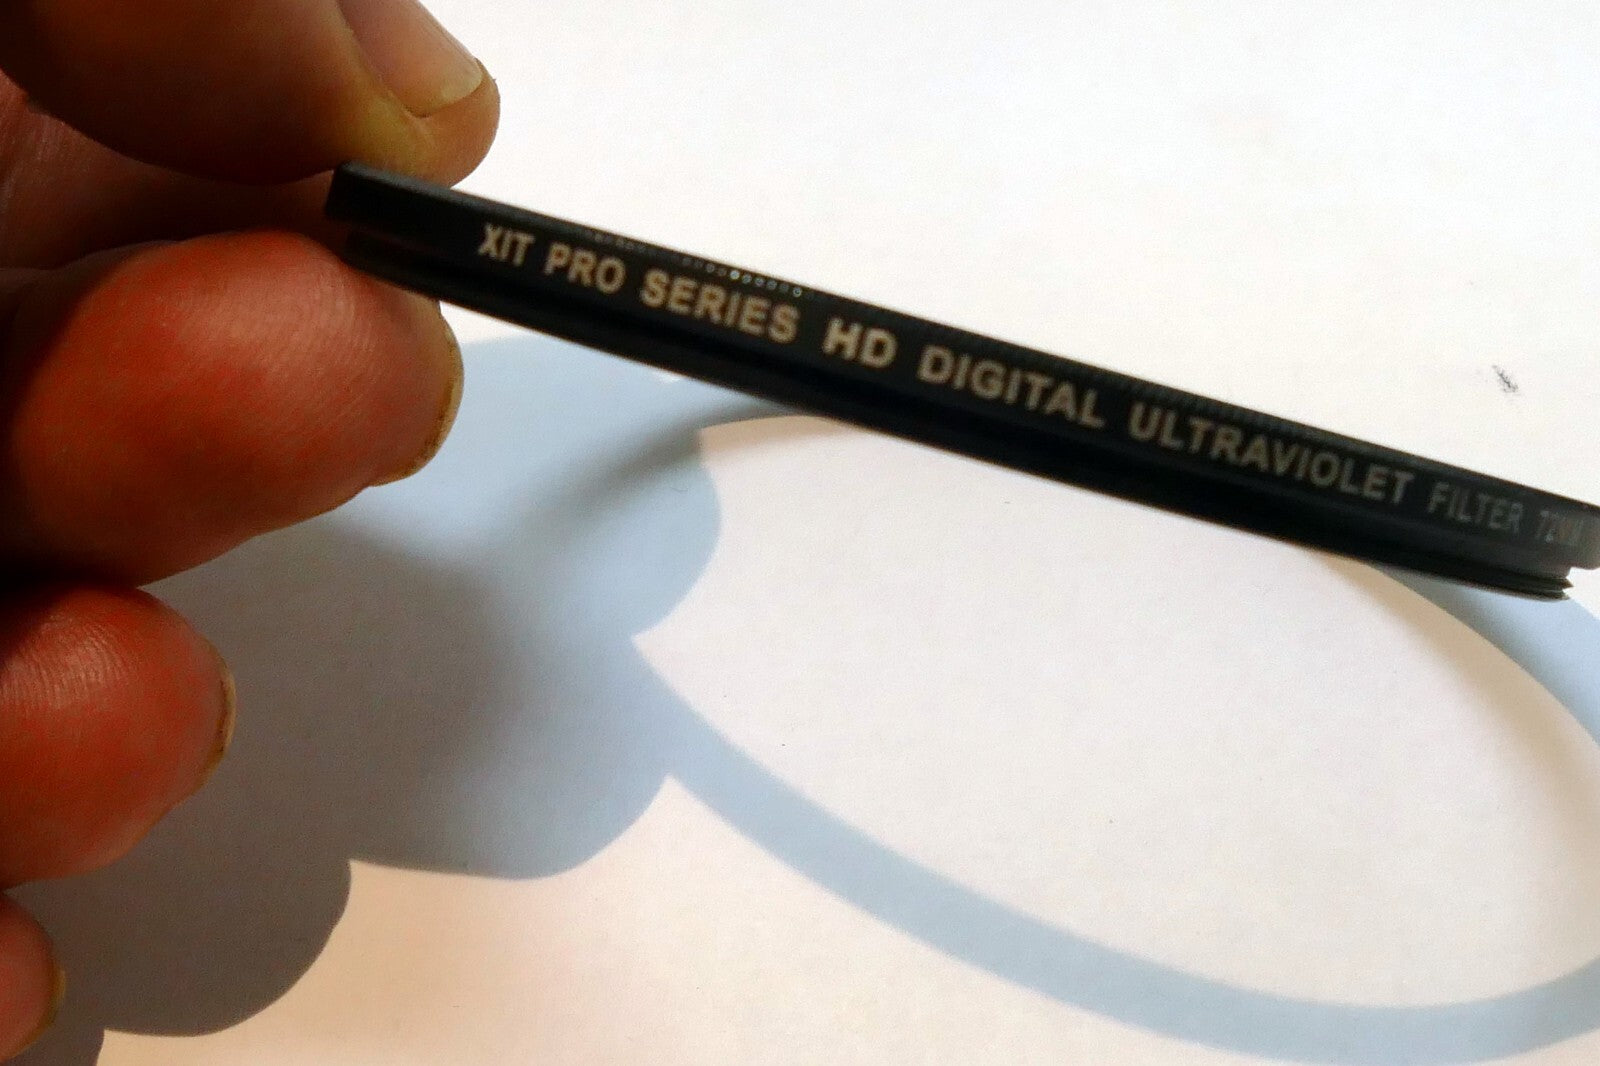 XIT PRO SERIES HD DIGITAL ULTRAVIOLET FILTER 72MM